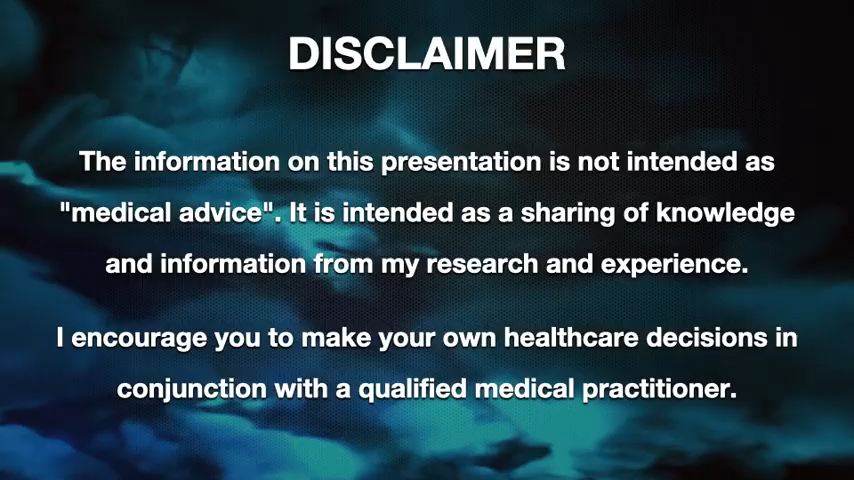 DISCLAIMER
The information on this presentation is not intended as
"medical advice". It is intended as a sharing of knowledge
and information from my research and experience.
I encourage you to make your own healthcare decisions in
conjunction with a qualified medical practitioner.